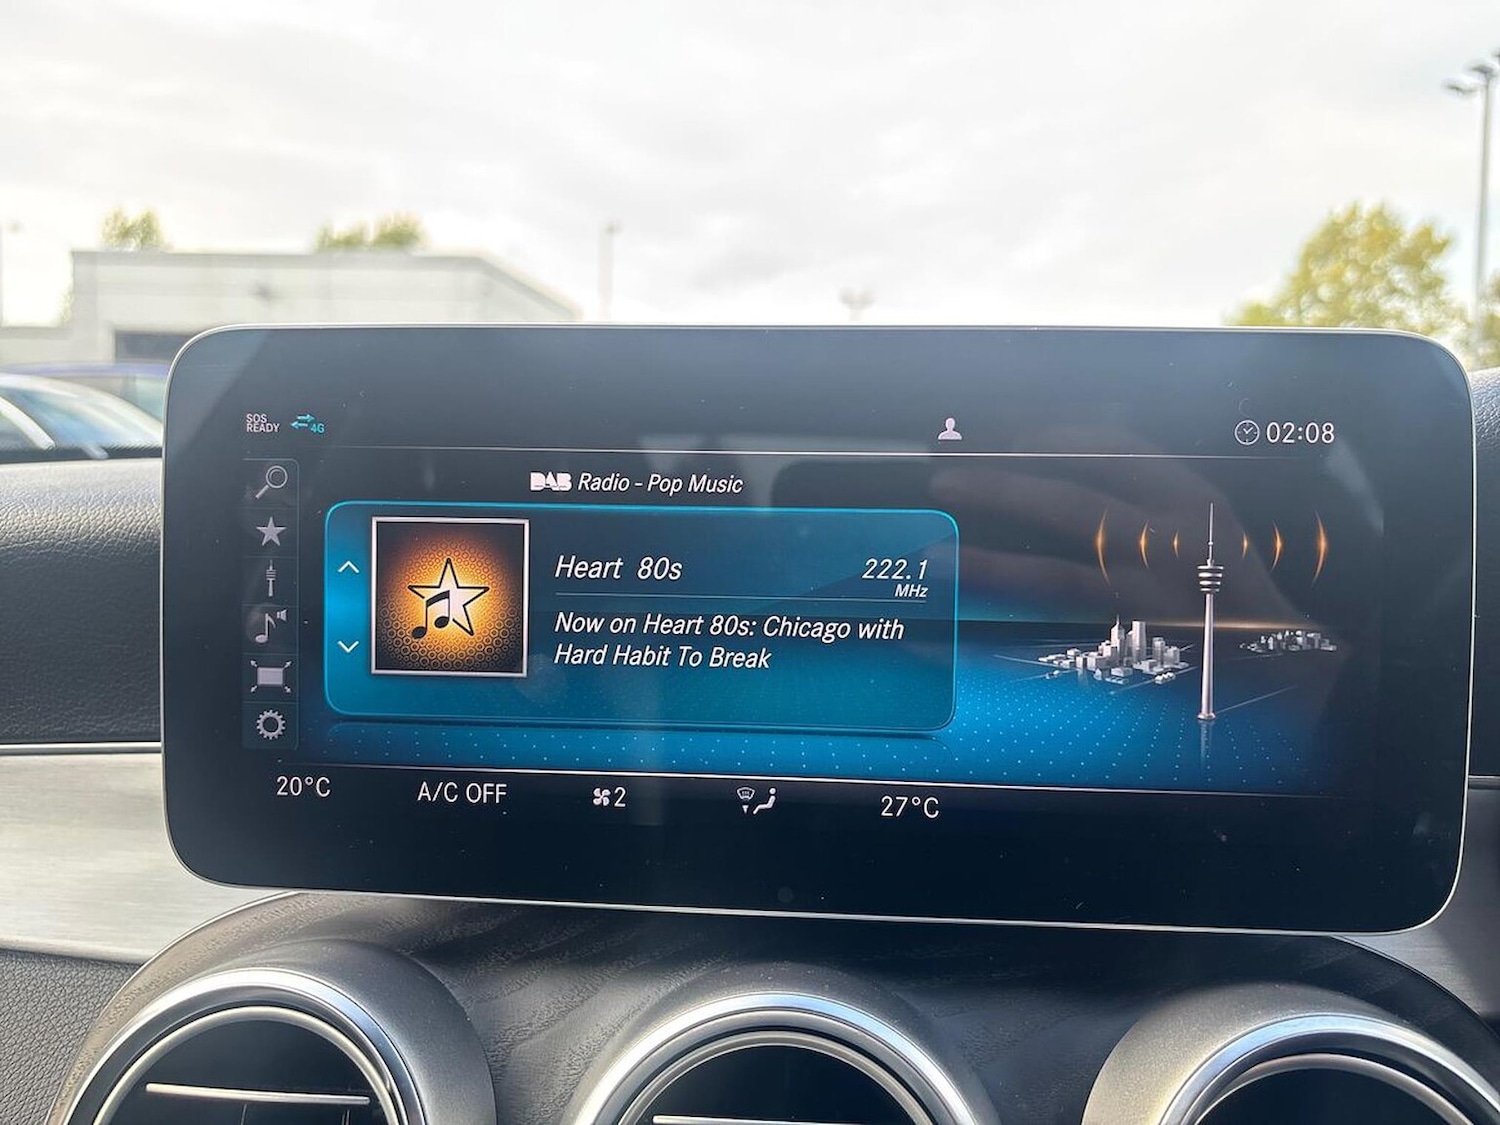 SOS
READY
4G
02:08
DAB Radio - Pop Music
Heart 80s
222.1
MHz
Now on Heart 80s: Chicago with
Hard Habit To Break
20°C
A/C OFF
2
27°C